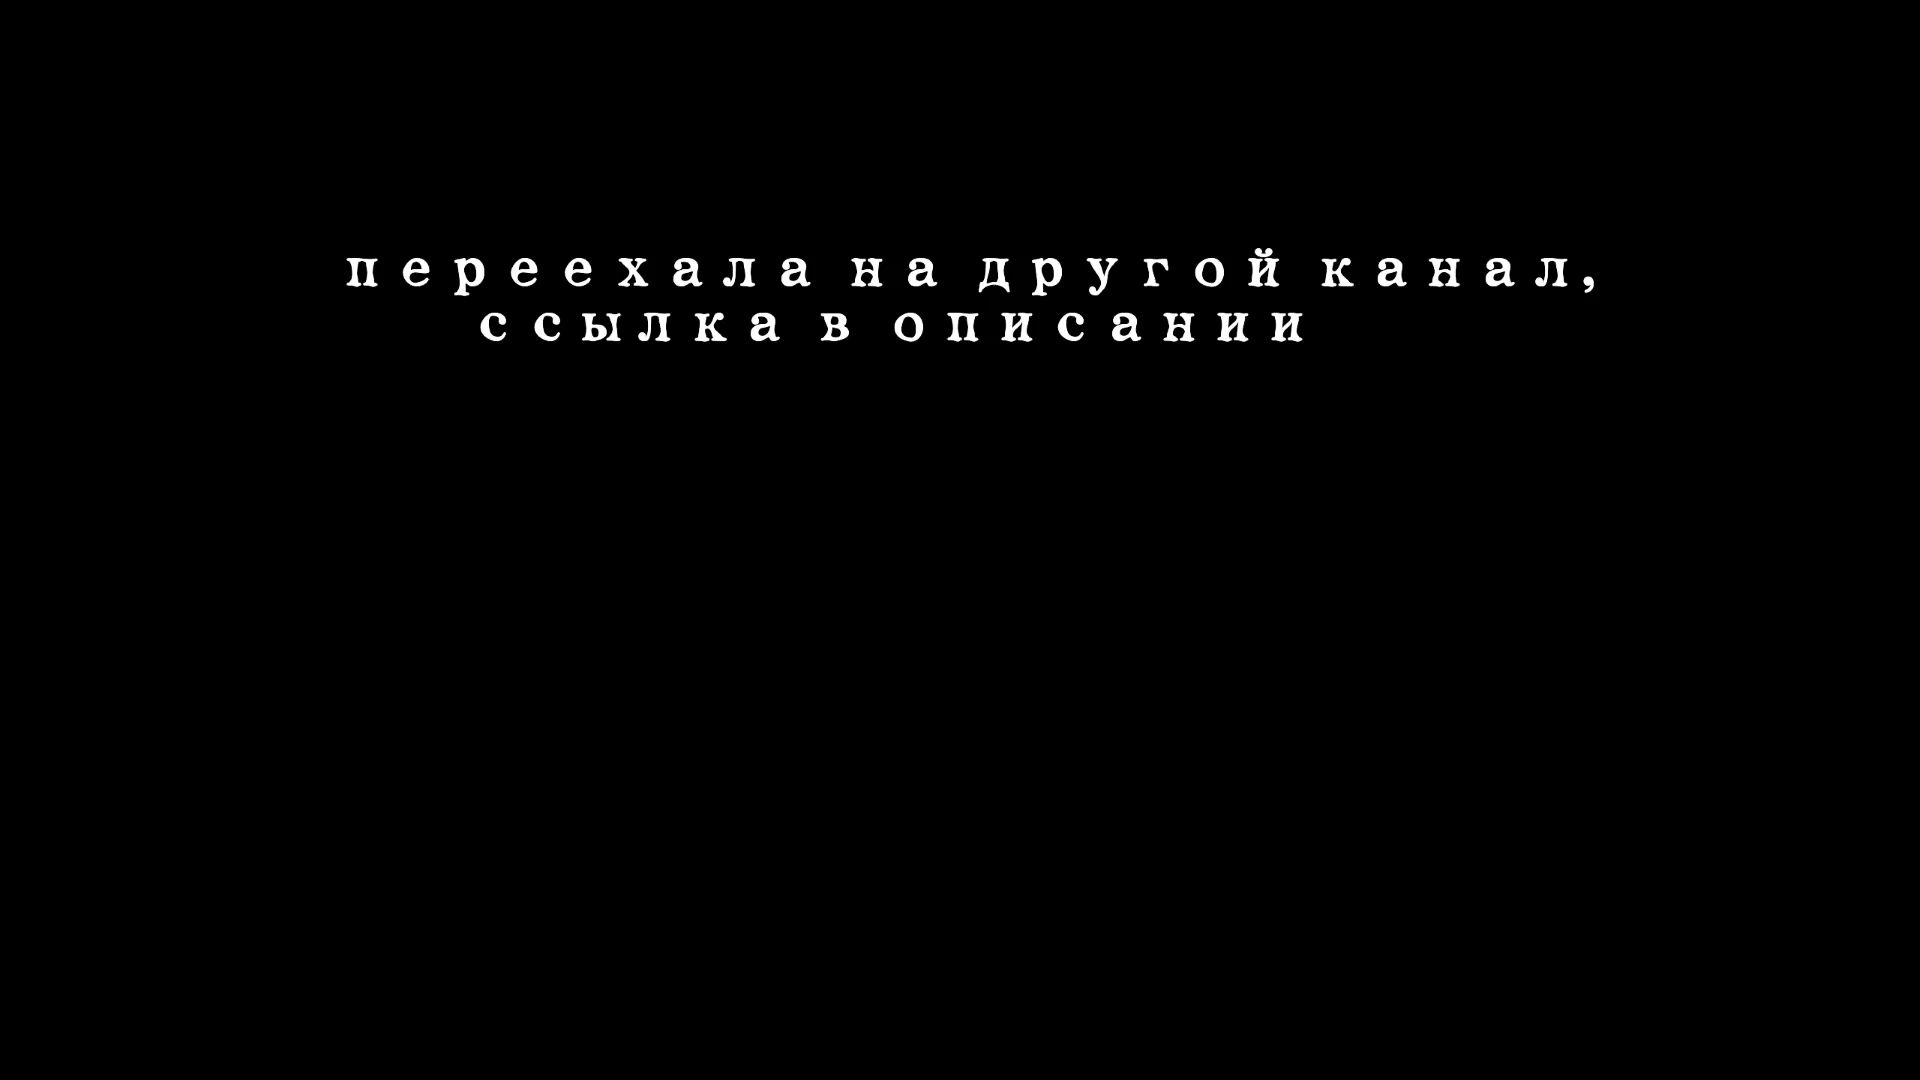 переехала на другой канал,
ссылка в описании